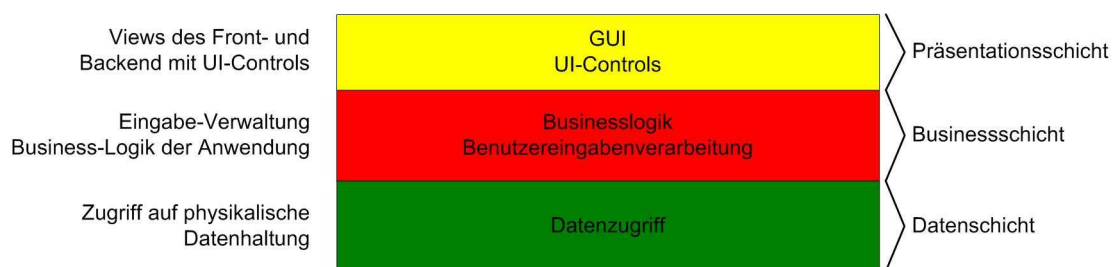 Views des Front- und
Backend mit UI-Controls
GUI
UI-Controls
Präsentationsschicht
Eingabe-Verwaltung
Business-Logik der Anwendung
Businesslogik
Benutzereingabenverarbeitung
Businessschicht
Zugriff auf physikalische
Datenhaltung
Datenzugriff
Datenschicht